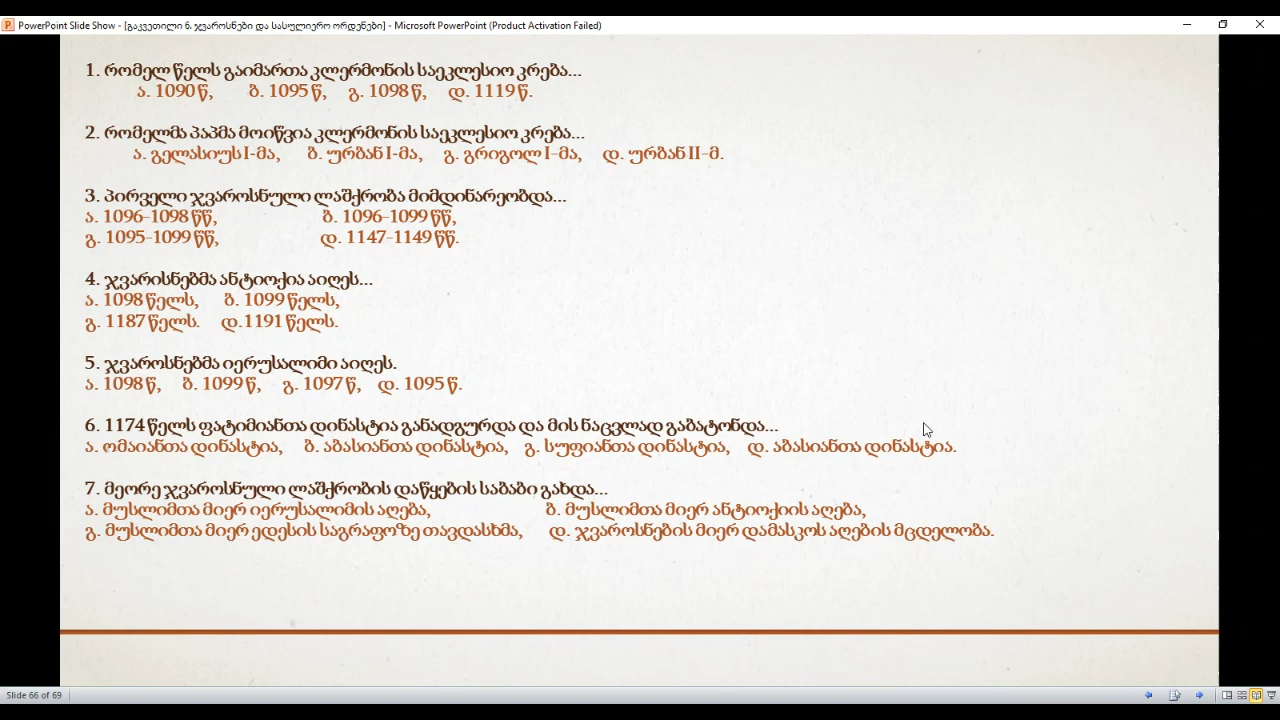 PowerPoint Slide Show - [გაკვეთილი 6. ჯვაროსნები და სასულიერო ორდენები] - Microsoft PowerPoint (Product Activation Failed)
1. რომელ წელს გაიმართა კლერმონის საეკლესიო კრება...
ა. 1090 წ, ბ. 1095 წ, გ. 1098 წ, დ. 1119 წ.
2. რომელმა პაპმა მოიწვია კლერმონის საეკლესიო კრება...
ა. გელასიუს I-მა, ბ. ურბან I-მა, გ. გრიგოლ I-მა, დ. ურბან II-მ.
3. პირველი ჯვაროსნული ლაშქრობა მიმდინარეობდა...
ა. 1096-1098 წწ, ბ. 1096-1099 წწ,
გ. 1095-1099 წწ, დ. 1147-1149 წწ.
4. ჯვარისნებმა ანტიოქია აიღეს...
ა. 1098 წელს, ბ. 1099 წელს,
გ. 1187 წელს. დ.1191 წელს.
5. ჯვაროსნებმა იერუსალიმი აიღეს.
ა. 1098 წ, ბ. 1099 წ, გ. 1097 წ, დ. 1095 წ.
6. 1174 წელს ფატიმიანთა დინასტია განადგურდა და მის ნაცვლად გაბატონდა...
ა. ომაიანთა დინასტია, ბ. აბასიანთა დინასტია, გ. სუფიანთა დინასტია, დ. აბასიანთა დინასტია.
7. მეორე ჯვაროსნული ლაშქრობის დაწყების საბაბი გახდა...
ა. მუსლიმთა მიერ იერუსალიმის აღება, ბ. მუსლიმთა მიერ ანტიოქიის აღება,
გ. მუსლიმთა მიერ ედესის საგრაფოზე თავდასხმა, დ. ჯვაროსნების მიერ დამასკოს აღების მცდელობა.
Slide 66 of 69